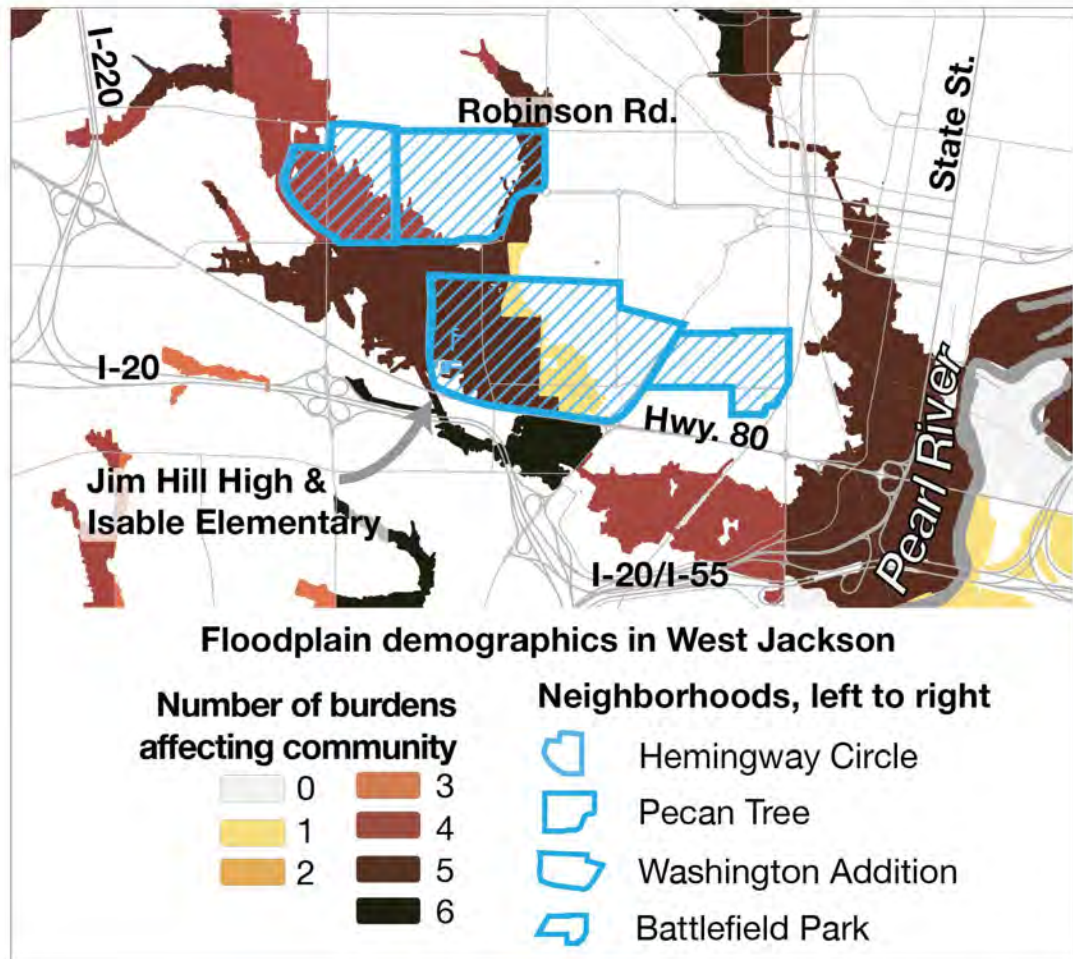 I-220
Robinson Rd.
State St.
I-20
Hwy. 80
Pearl River
Jim Hill High &
Isable Elementary
I-20/I-55
Floodplain demographics in West Jackson
Number of burdens
affecting community
0
1
2
3
4
5
6
Neighborhoods, left to right
Hemingway Circle
Pecan Tree
Washington Addition
Battlefield Park